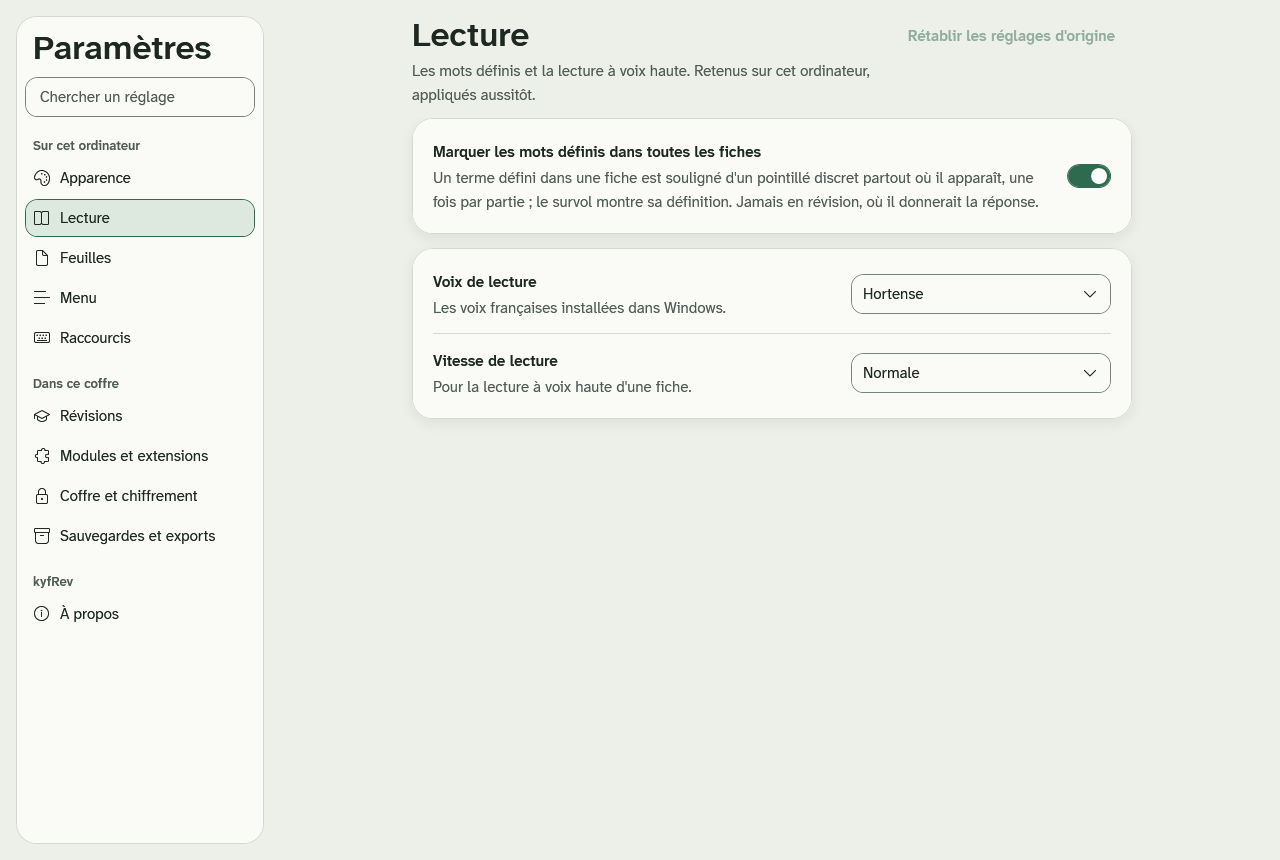 Paramètres
Chercher un réglage
Sur cet ordinateur
Apparence
Lecture
Feuilles
Menu
Raccourcis
Dans ce coffre
Révisions
Modules et extensions
Coffre et chiffrement
Sauvegardes et exports
kyfRev
À propos
Lecture
Rétablir les réglages d'origine
Les mots définis et la lecture à voix haute. Retenus sur cet ordinateur,
appliqués aussitôt.
Marquer les mots définis dans toutes les fiches
Un terme défini dans une fiche est souligné d'un pointillé discret partout où il apparaît, une
fois par partie ; le survol montre sa définition. Jamais en révision, où il donnerait la réponse.
Voix de lecture
Les voix françaises installées dans Windows.
Hortense
Vitesse de lecture
Pour la lecture à voix haute d'une fiche.
Normale